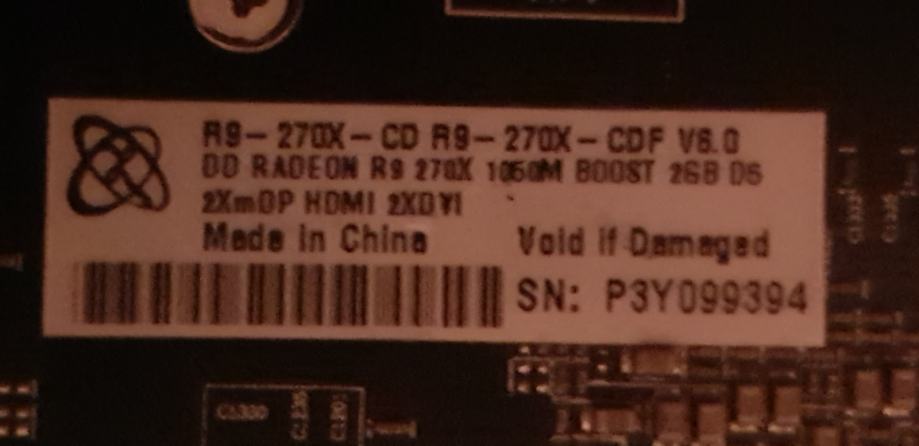 R9-270X-CD R9-270X-CDF V6.0
DD RADEON R9 270X 1050M BOOST 2GB D5
2XmDP HDMI 2XDVI
Made in China Void if Damaged
SN: P3Y099394
C1300